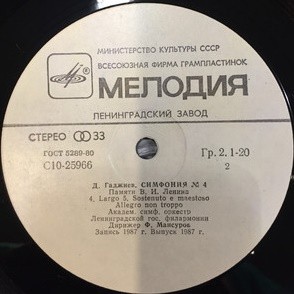 МИНИСТЕРСТВО КУЛЬТУРЫ СССР
ВСЕСОЮЗНАЯ ФИРМА ГРАМПЛАСТИНОК
МЕЛОДИЯ
ЛЕНИНГРАДСКИЙ ЗАВОД
СТЕРЕО 33
ГОСТ 5289-80
Гр. 2. 1-20
С10-25966
2
Д. Гаджиев. СИМФОНИЯ № 4
Памяти В. И. Ленина
4. Largo 5. Sostenuto e maestoso
Allegro non troppo
Академ. симф. оркестр
Ленинградской гос. филармонии
Дирижер Ф. Мансуров
Запись 1987 г. Выпуск 1987 г.